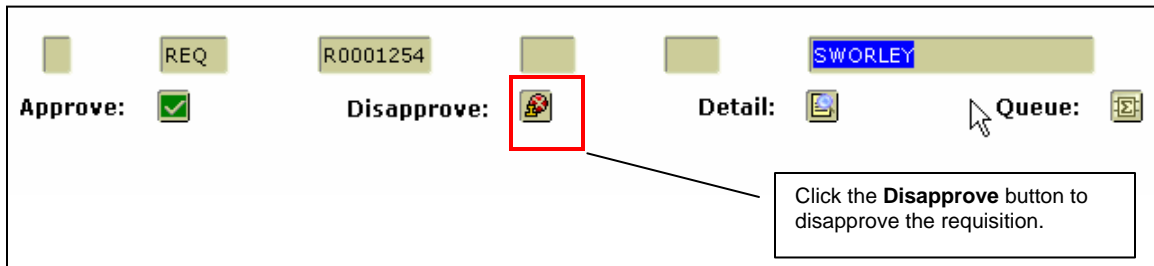 REQ R0001254 SWORLEY
Approve: Disapprove: Detail: Queue:
Click the Disapprove button to
disapprove the requisition.